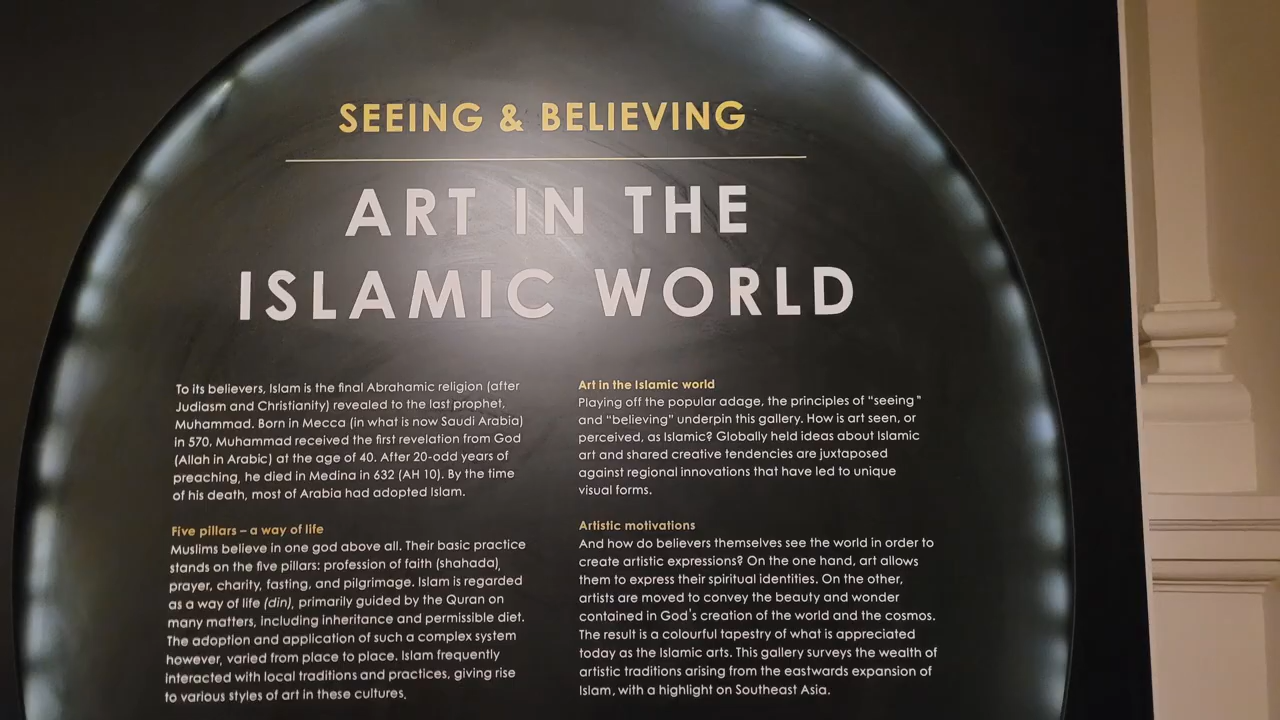 SEEING & BELIEVING
ART IN THE
ISLAMIC WORLD
To its believers, Islam is the final Abrahamic religion (after
Judiasm and Christianity) revealed to the last prophet,
Muhammad. Born in Mecca (in what is now Saudi Arabia)
in 570, Muhammad received the first revelation from God
(Allah in Arabic) at the age of 40. After 20-odd years of
preaching, he died in Medina in 632 (AH 10). By the time
of his death, most of Arabia had adopted Islam.
Five pillars – a way of life
Muslims believe in one god above all. Their basic practice
stands on the five pillars: profession of faith (shahada),
prayer, charity, fasting, and pilgrimage. Islam is regarded
as a way of life (din), primarily guided by the Quran on
many matters, including inheritance and permissible diet.
The adoption and application of such a complex system
however, varied from place to place. Islam frequently
interacted with local traditions and practices, giving rise
to various styles of art in these cultures.
Art in the Islamic world
Playing off the popular adage, the principles of “seeing”
and “believing” underpin this gallery. How is art seen, or
perceived, as Islamic? Globally held ideas about Islamic
art and shared creative tendencies are juxtaposed
against regional innovations that have led to unique
visual forms.
Artistic motivations
And how do believers themselves see the world in order to
create artistic expressions? On the one hand, art allows
them to express their spiritual identities. On the other,
artists are moved to convey the beauty and wonder
contained in God's creation of the world and the cosmos.
The result is a colourful tapestry of what is appreciated
today as the Islamic arts. This gallery surveys the wealth of
artistic traditions arising from the eastwards expansion of
Islam, with a highlight on Southeast Asia.